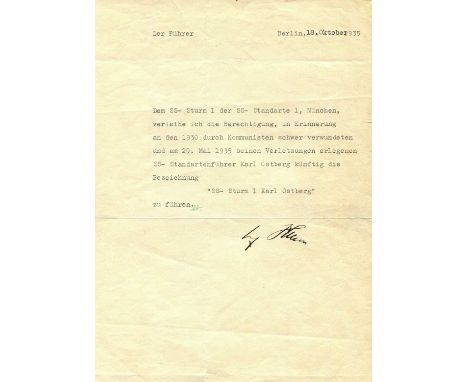 Der Führer
Berlin, 18. Oktober 1935
Dem SS- Sturm 1 der SS- Standarte 1, München,
verleihe ich die Berechtigung, in Erinnerung
an den 1930 durch Kommunisten schwer verwundeten
und am 29. Mai 1935 seinen Verletzungen erlegenen
SS- Standartenführer Karl Ostberg künftig die
Bezeichnung
"SS- Sturm 1 Karl Ostberg"
zu führen.